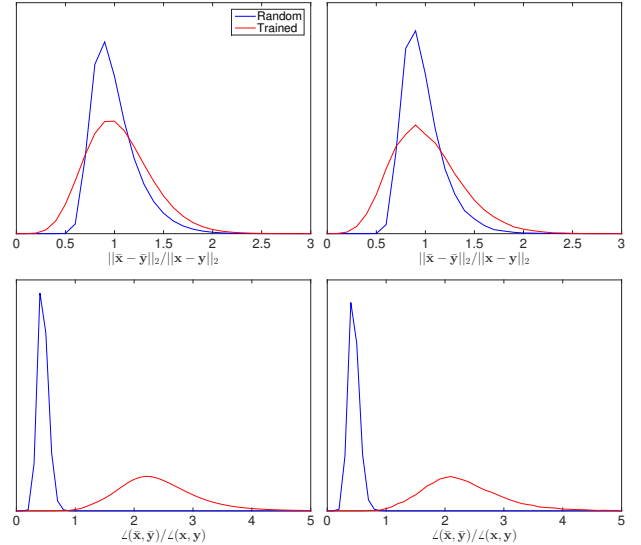 Random
Trained
0 0.5 1 1.5 2 2.5 3
0 0.5 1 1.5 2 2.5 3
||x̄ − ȳ||₂/||x − y||₂
||x̄ − ȳ||₂/||x − y||₂
0 1 2 3 4 5
0 1 2 3 4 5
∠(x̄, ȳ)/∠(x, y)
∠(x̄, ȳ)/∠(x, y)